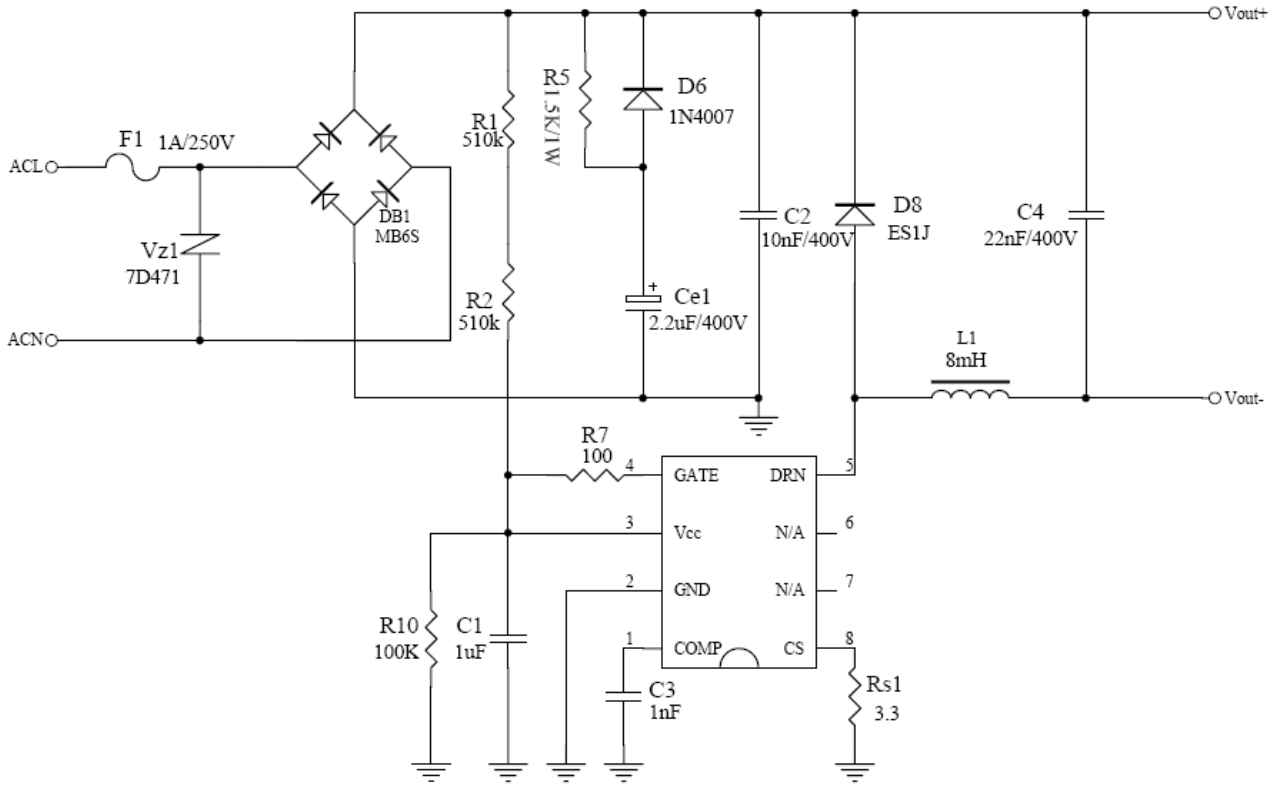 Vout+
F1 1A/250V
ACL
R1
510k
R5
1.5K/1W
D6
1N4007
DB1
MB6S
Vz1
7D471
C2
10nF/400V
D8
ES1J
C4
22nF/400V
R2
510k
+
Ce1
2.2uF/400V
ACN
L1
8mH
Vout-
R7
100
4 GATE DRN 5
3 Vcc N/A 6
2 GND N/A 7
1 COMP CS 8
R10
100K
C1
1uF
C3
1nF
Rs1
3.3